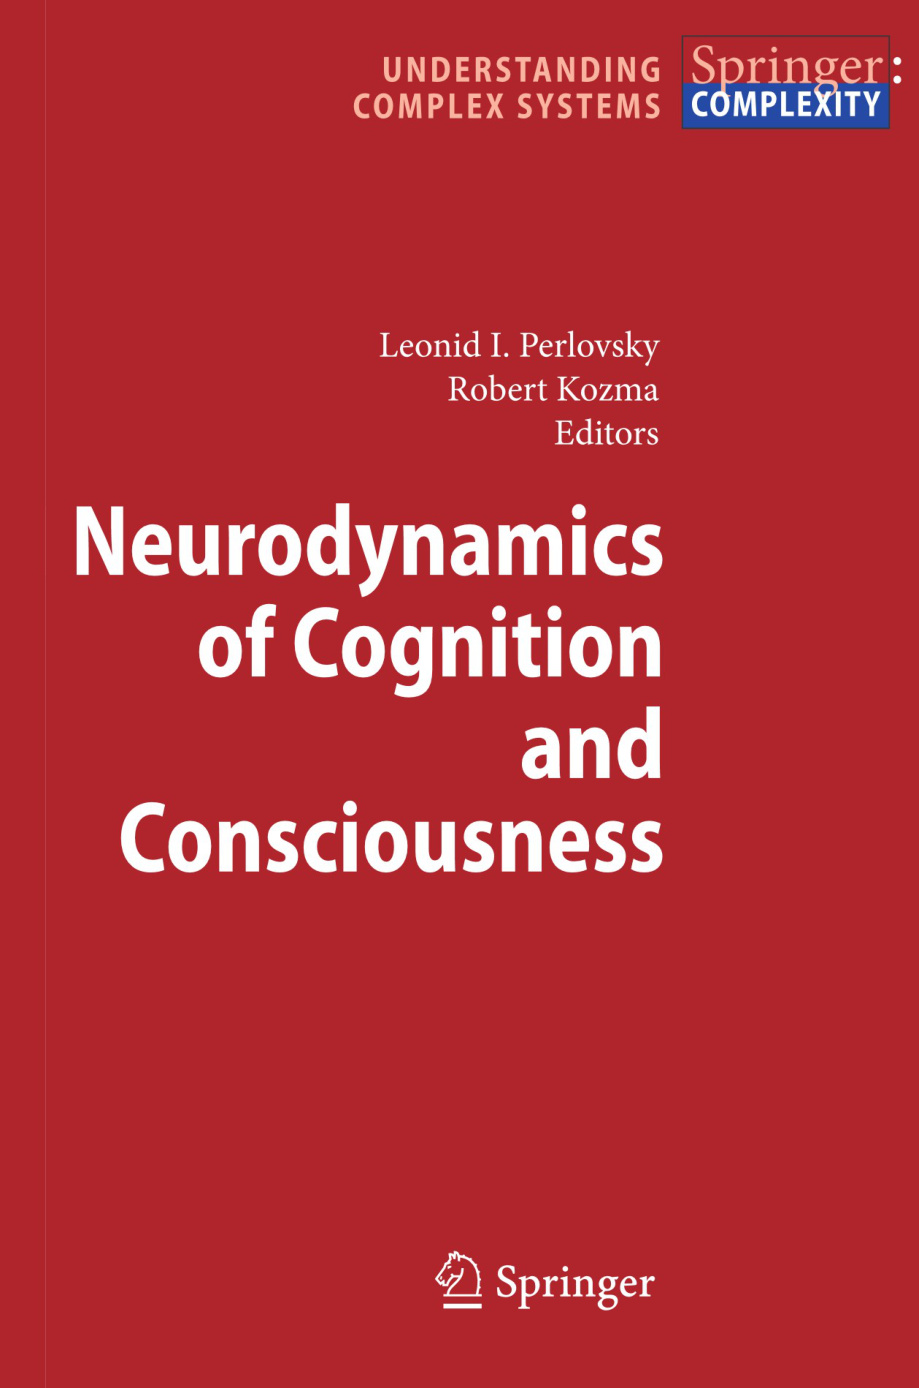 UNDERSTANDING
COMPLEX SYSTEMS
Springer:
COMPLEXITY
Leonid I. Perlovsky
Robert Kozma
Editors
Neurodynamics
of Cognition
and
Consciousness
Springer